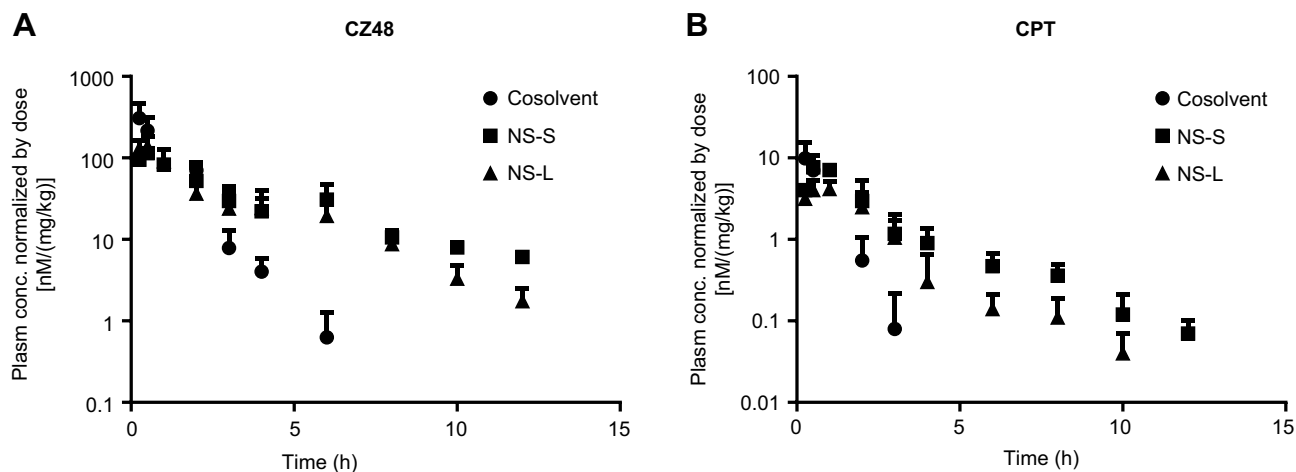 A
CZ48
Plasm conc. normalized by dose
[nM/(mg/kg)]
1000
100
10
1
0.1
0
5
10
15
Time (h)
Cosolvent
NS-S
NS-L
B
CPT
Plasm conc. normalized by dose
[nM/(mg/kg)]
100
10
1
0.1
0.01
0
5
10
15
Time (h)
Cosolvent
NS-S
NS-L